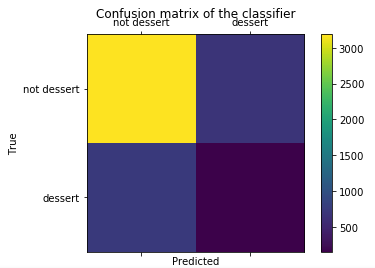 Confusion matrix of the classifier
not dessert dessert
not dessert
dessert
True
Predicted
3000
2500
2000
1500
1000
500